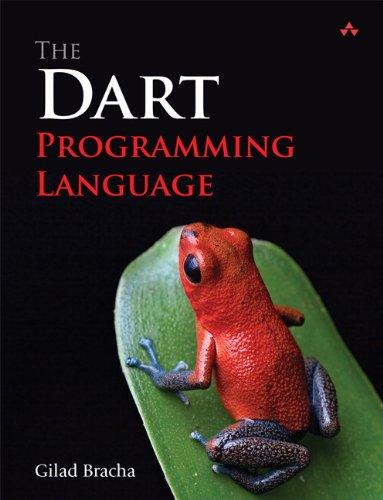 THE
DART
PROGRAMMING
LANGUAGE
Gilad Bracha